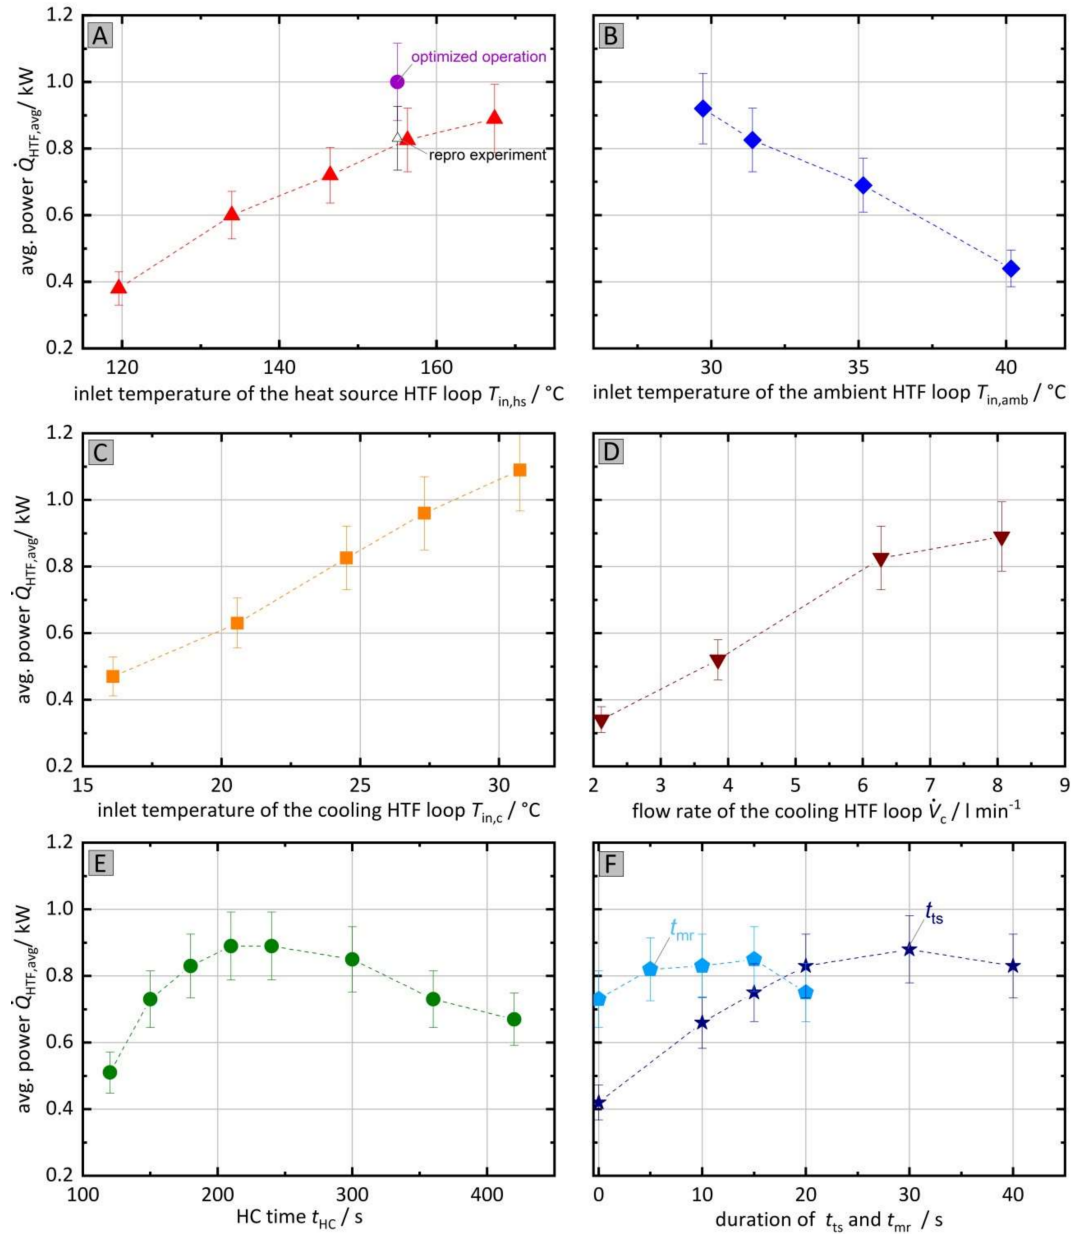 A
B
avg. power Q̇HTF,avg/ kW
1.2
1.0
0.8
0.6
0.4
0.2
optimized operation
repro experiment
120
140
160
30
35
40
inlet temperature of the heat source HTF loop Tin,hs / °C
inlet temperature of the ambient HTF loop Tin,amb / °C
C
D
avg. power Q̇HTF,avg/ kW
1.2
1.0
0.8
0.6
0.4
0.2
15
20
25
30
2
3
4
5
6
7
8
9
inlet temperature of the cooling HTF loop Tin,c / °C
flow rate of the cooling HTF loop V̇c / l min-1
E
F
avg. power Q̇HTF,avg/ kW
1.2
1.0
0.8
0.6
0.4
0.2
tmr
tts
100
200
300
400
0
10
20
30
40
HC time tHC / s
duration of tts and tmr / s